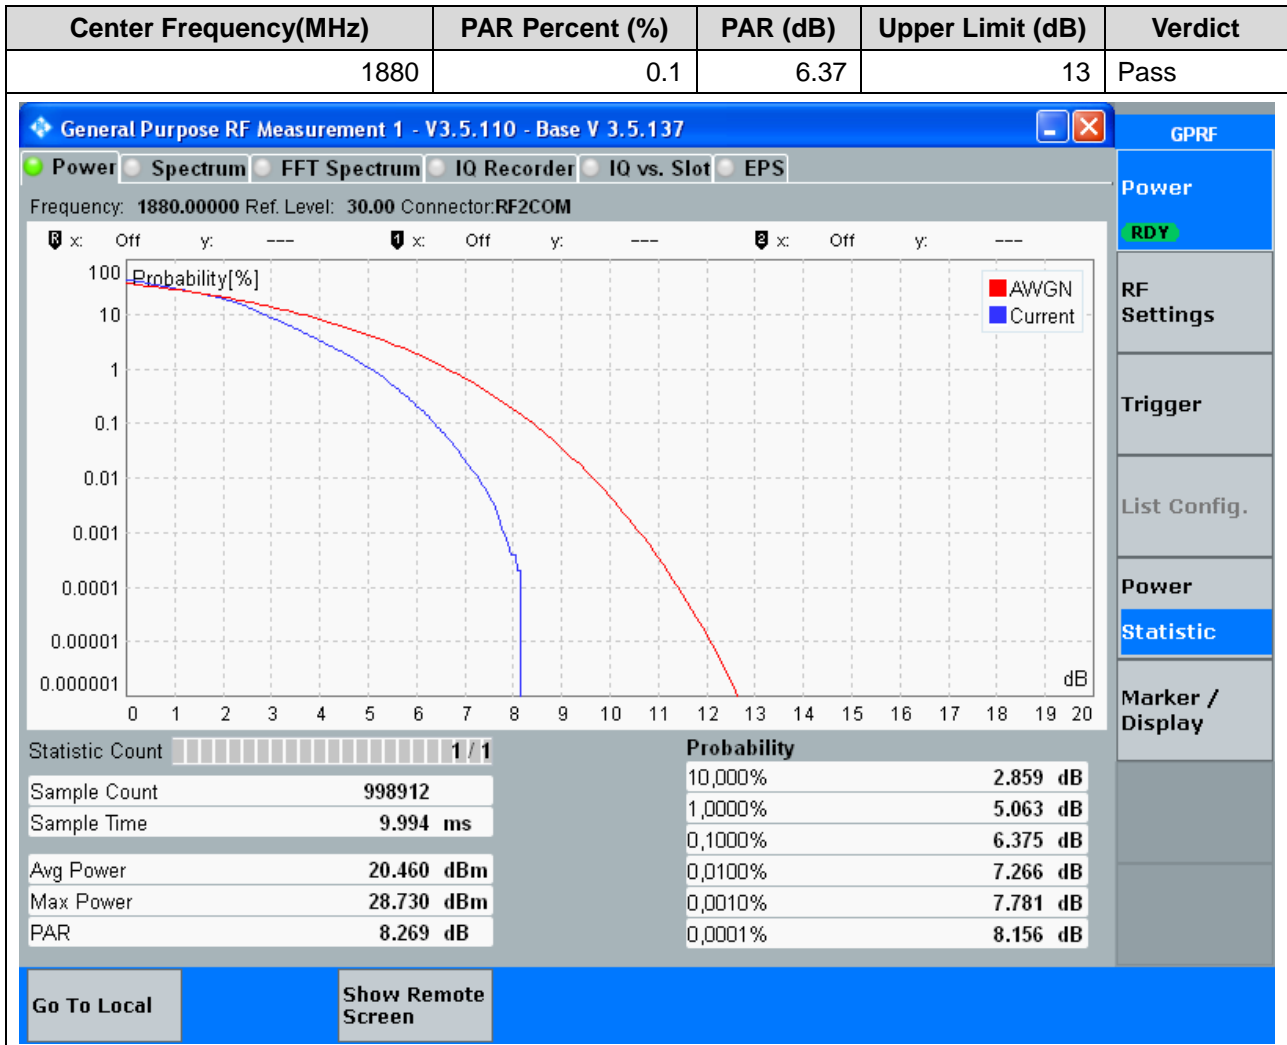 Center Frequency(MHz) PAR Percent (%) PAR (dB) Upper Limit (dB) Verdict
1880 0.1 6.37 13 Pass
General Purpose RF Measurement 1 - V3.5.110 - Base V 3.5.137
GPRF
Power Spectrum FFT Spectrum IQ Recorder IQ vs. Slot EPS
Frequency: 1880.00000 Ref. Level: 30.00 Connector:RF2COM
R x: Off y: --- 1 x: Off y: --- 2 x: Off y: ---
Probability[%]
100
10
1
0.1
0.01
0.001
0.0001
0.00001
0.000001
AWGN
Current
dB
0 1 2 3 4 5 6 7 8 9 10 11 12 13 14 15 16 17 18 19 20
Statistic Count 1 / 1
Sample Count 998912
Sample Time 9.994 ms
Avg Power 20.460 dBm
Max Power 28.730 dBm
PAR 8.269 dB
Probability
10,000% 2.859 dB
1,0000% 5.063 dB
0,1000% 6.375 dB
0,0100% 7.266 dB
0,0010% 7.781 dB
0,0001% 8.156 dB
Power
RDY
RF
Settings
Trigger
List Config.
Power
Statistic
Marker /
Display
Go To Local
Show Remote
Screen